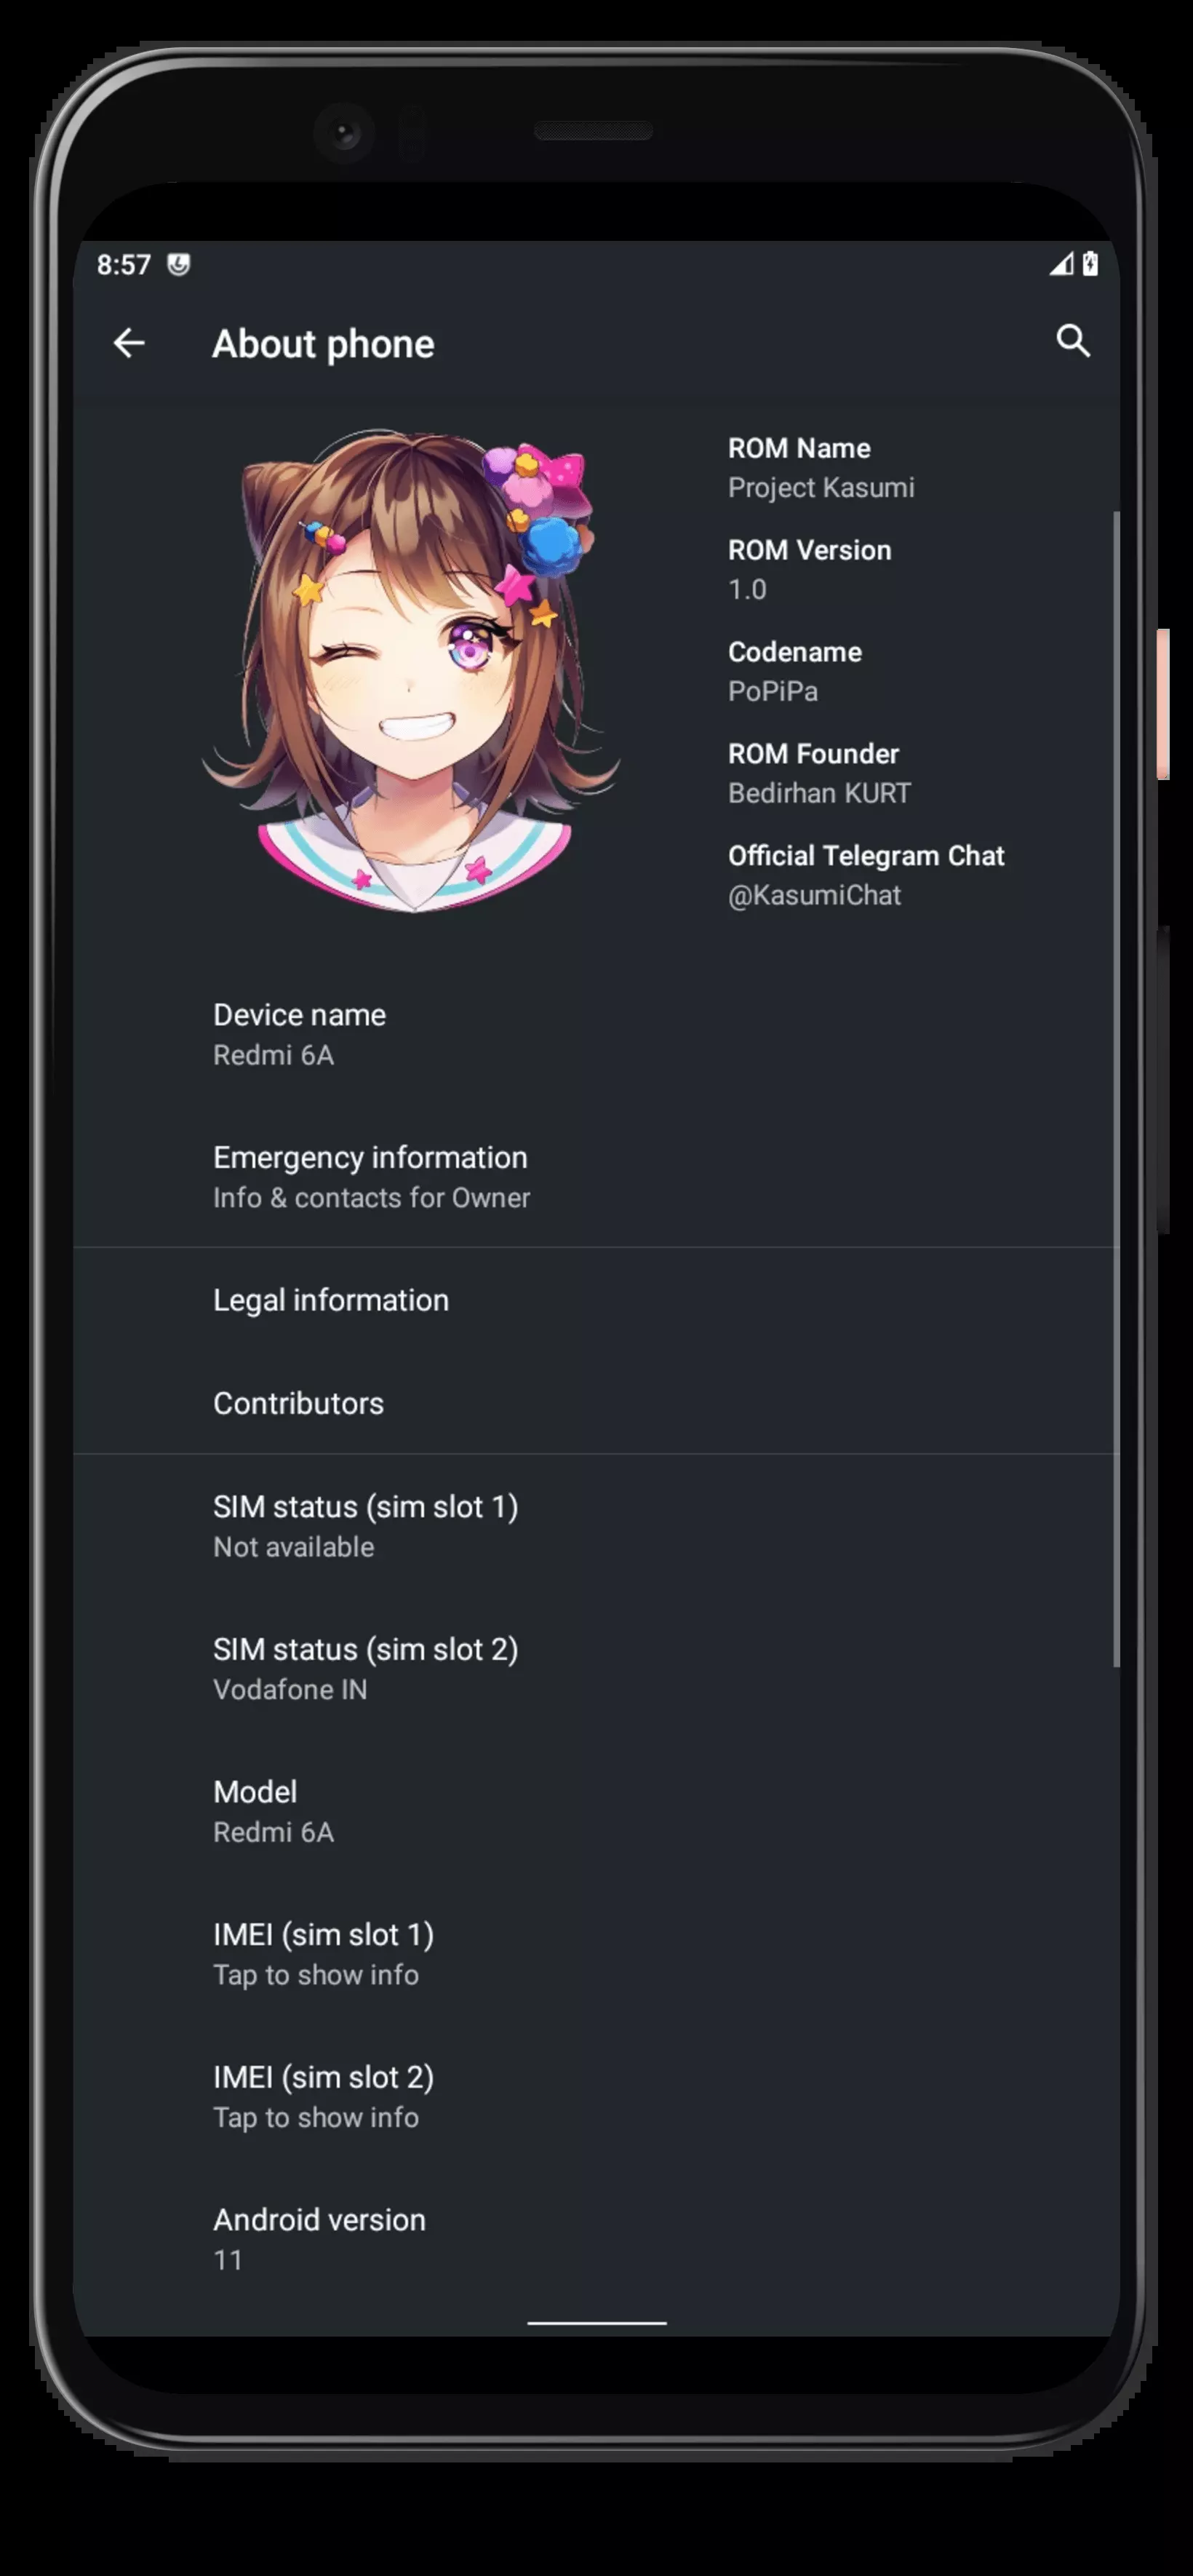 8:57
About phone
ROM Name
Project Kasumi
ROM Version
1.0
Codename
PoPiPa
ROM Founder
Bedirhan KURT
Official Telegram Chat
@KasumiChat
Device name
Redmi 6A
Emergency information
Info & contacts for Owner
Legal information
Contributors
SIM status (sim slot 1)
Not available
SIM status (sim slot 2)
Vodafone IN
Model
Redmi 6A
IMEI (sim slot 1)
Tap to show info
IMEI (sim slot 2)
Tap to show info
Android version
11